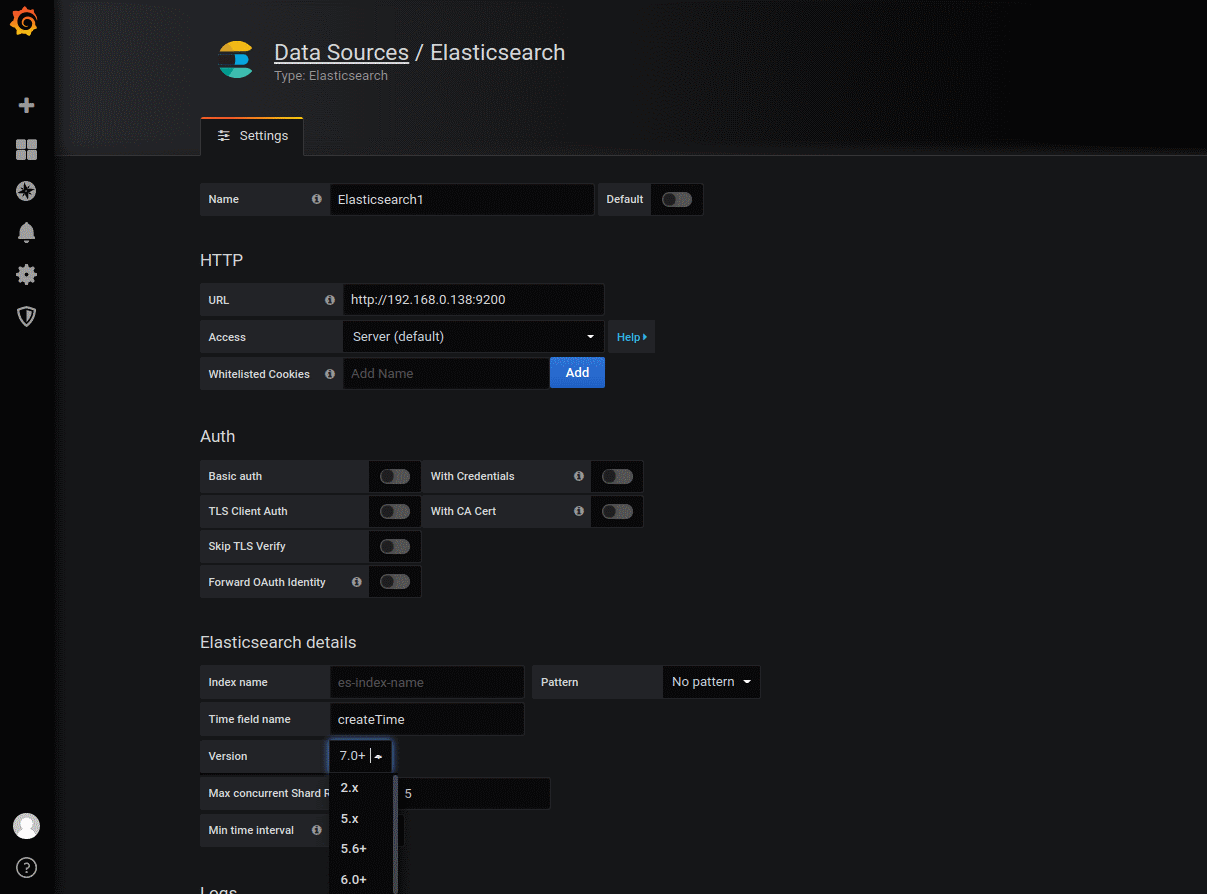 Data Sources / Elasticsearch
Type: Elasticsearch
Settings
Name Elasticsearch1 Default
HTTP
URL http://192.168.0.138:9200
Access Server (default) Help
Whitelisted Cookies Add Name Add
Auth
Basic auth With Credentials
TLS Client Auth With CA Cert
Skip TLS Verify
Forward OAuth Identity
Elasticsearch details
Index name es-index-name Pattern No pattern
Time field name createTime
Version 7.0+
2.x
Max concurrent Shard R 5
5.x
Min time interval
5.6+
6.0+
Logs